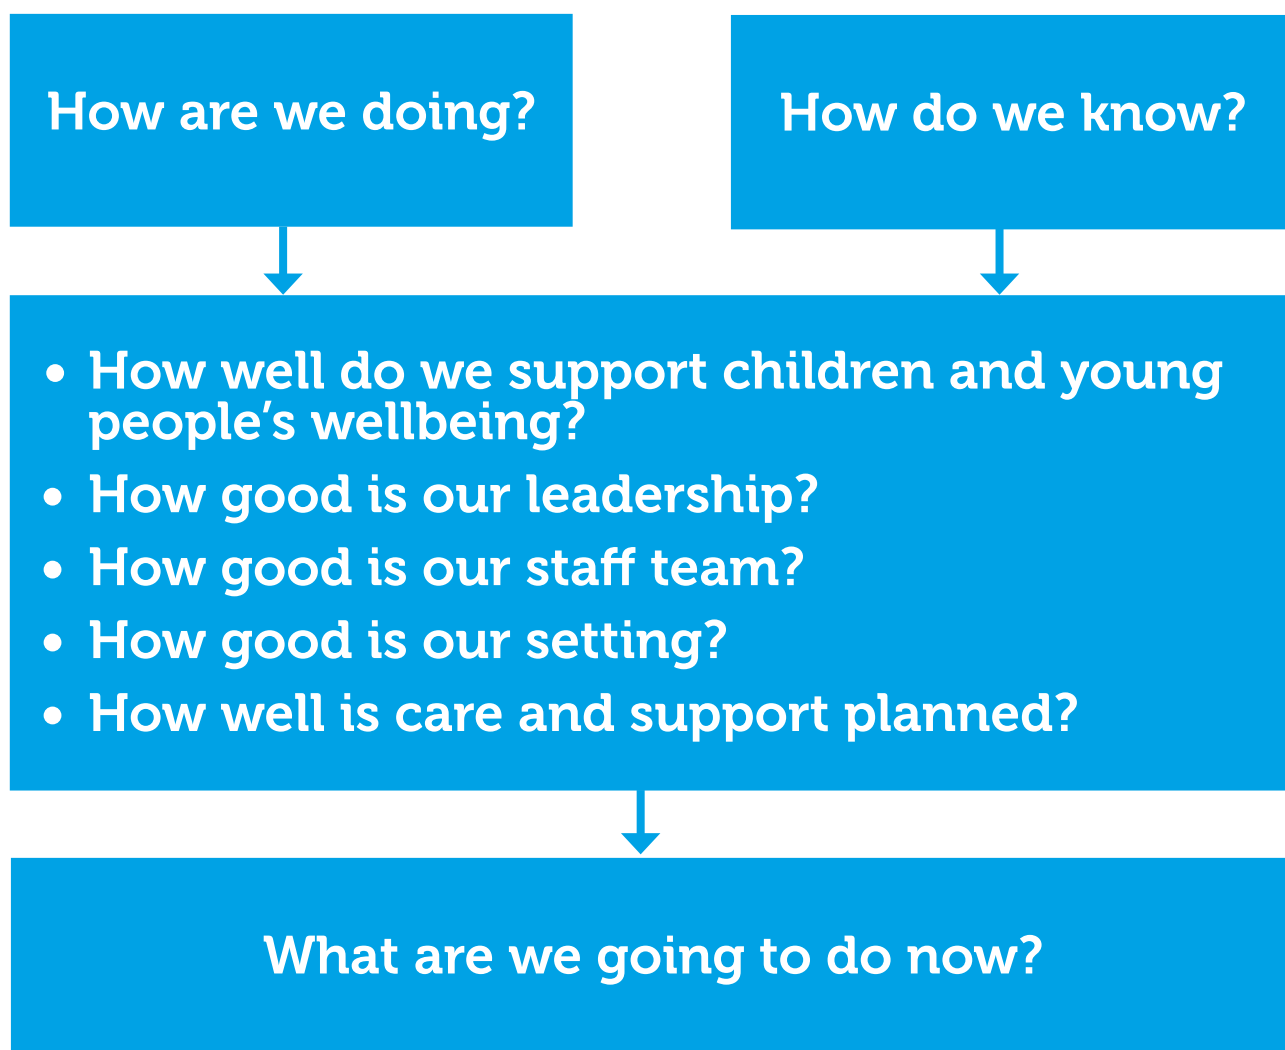 How are we doing?
How do we know?
• How well do we support children and young
people’s wellbeing?
• How good is our leadership?
• How good is our staff team?
• How good is our setting?
• How well is care and support planned?
What are we going to do now?